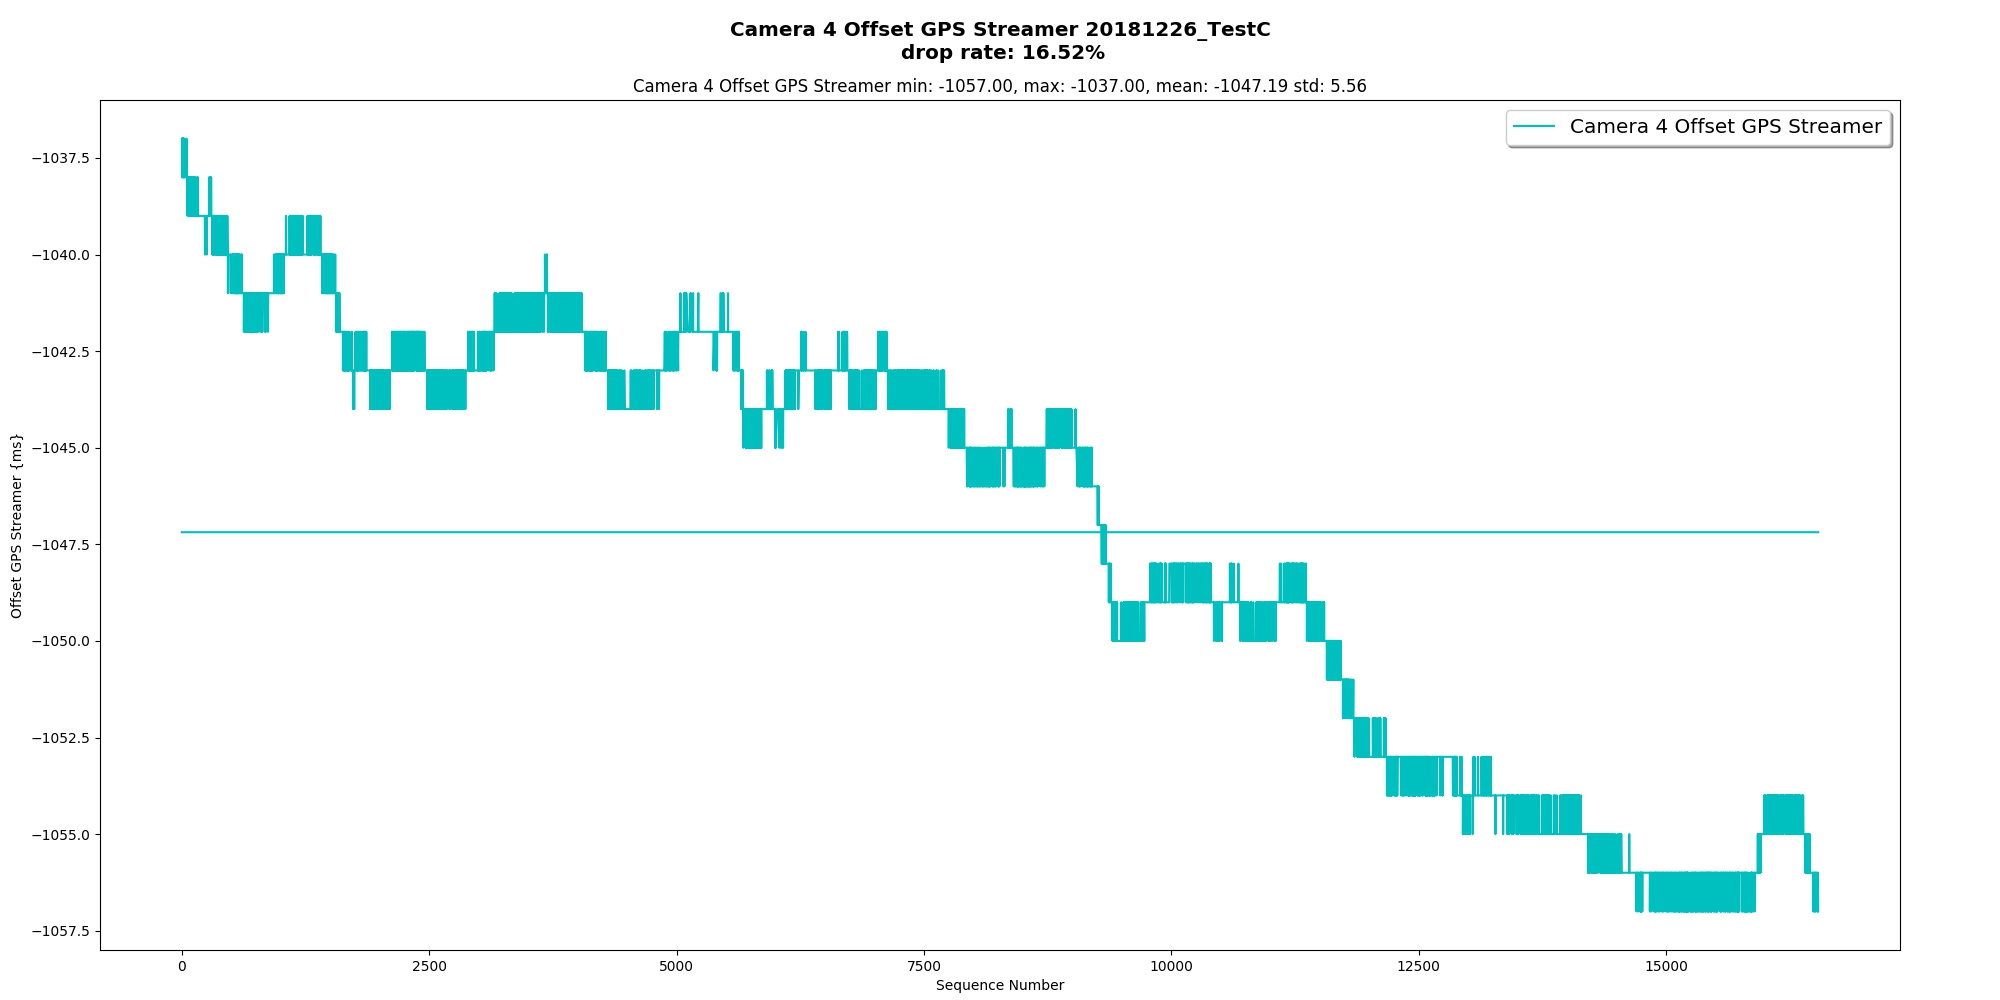 Camera 4 Offset GPS Streamer 20181226_TestC
drop rate: 16.52%
Camera 4 Offset GPS Streamer min: -1057.00, max: -1037.00, mean: -1047.19 std: 5.56
Camera 4 Offset GPS Streamer
−1037.5
−1040.0
−1042.5
−1045.0
−1047.5
−1050.0
−1052.5
−1055.0
−1057.5
Offset GPS Streamer {ms}
0 2500 5000 7500 10000 12500 15000
Sequence Number